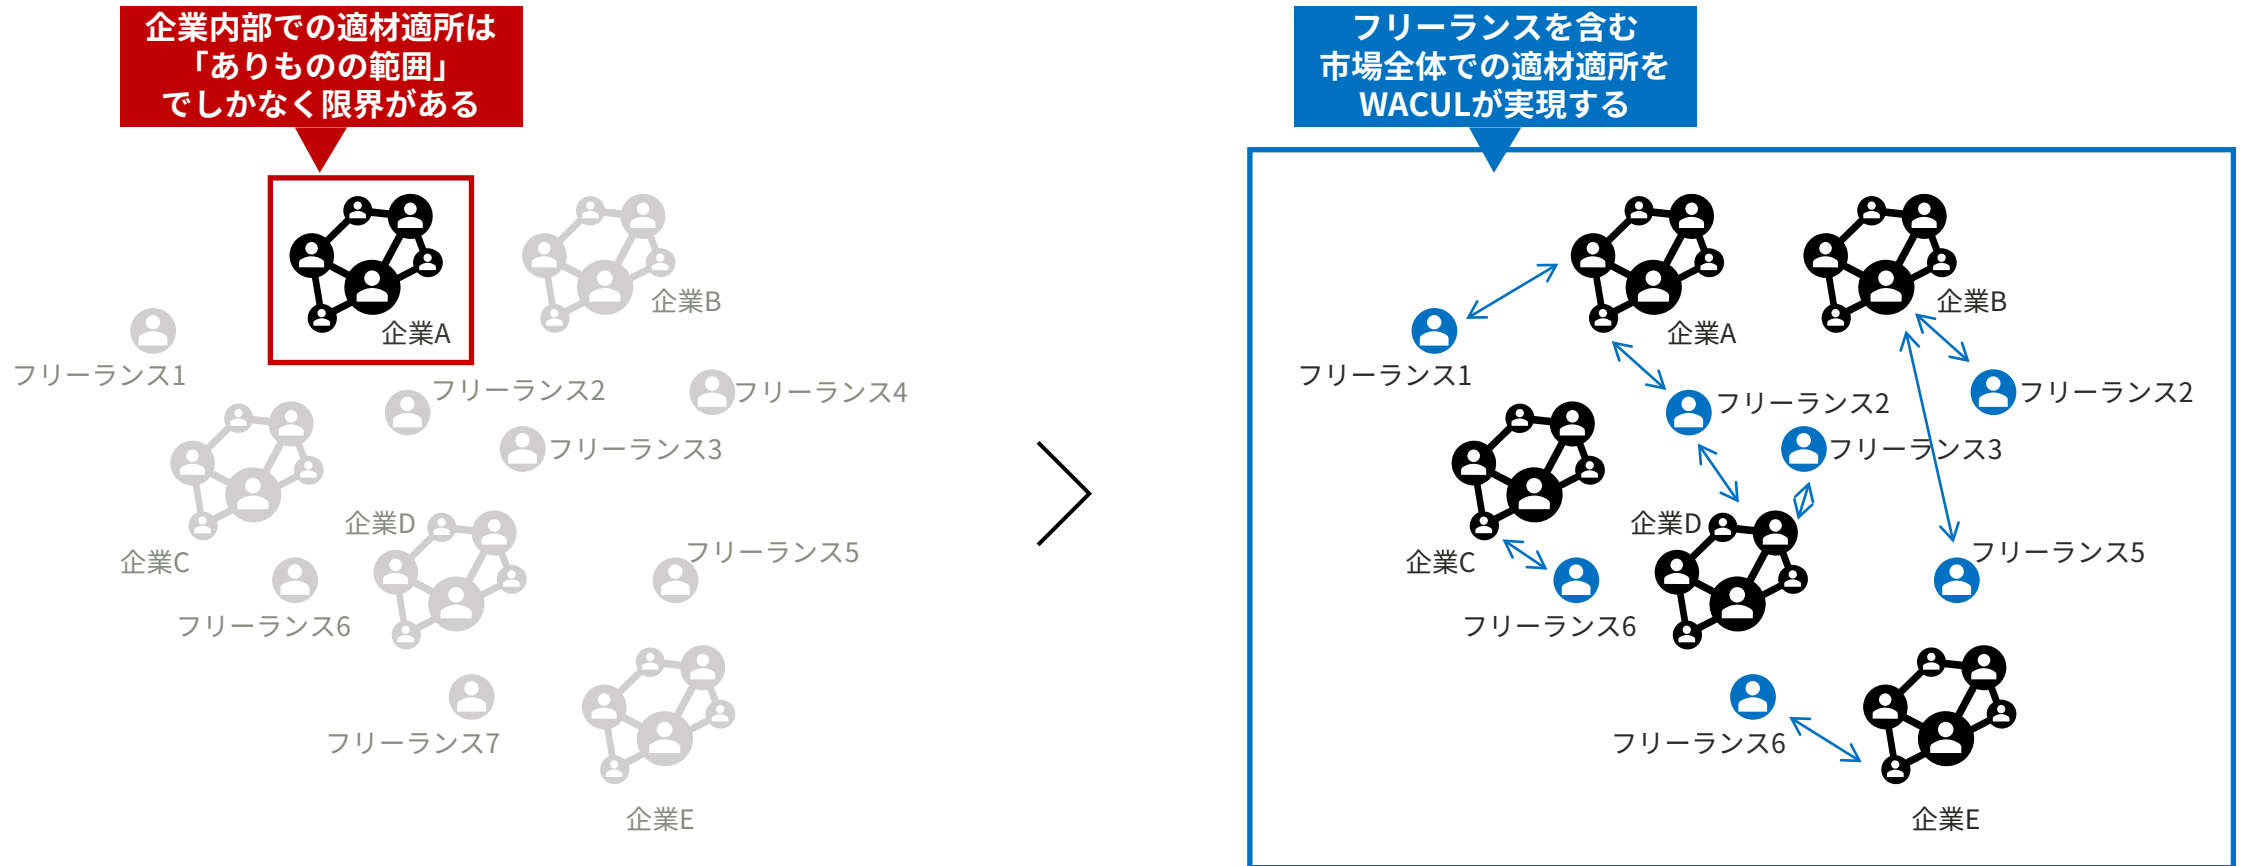 企業内部での適材適所は
「ありものの範囲」
でしかなく限界がある
企業A
企業B
フリーランス1
フリーランス2
フリーランス4
フリーランス3
企業D
企業C
フリーランス5
フリーランス6
フリーランス7
企業E
フリーランスを含む
市場全体での適材適所を
WACULが実現する
企業B
企業A
フリーランス1
フリーランス2
フリーランス2
フリーランス3
企業D
企業C
フリーランス5
フリーランス6
フリーランス6
企業E